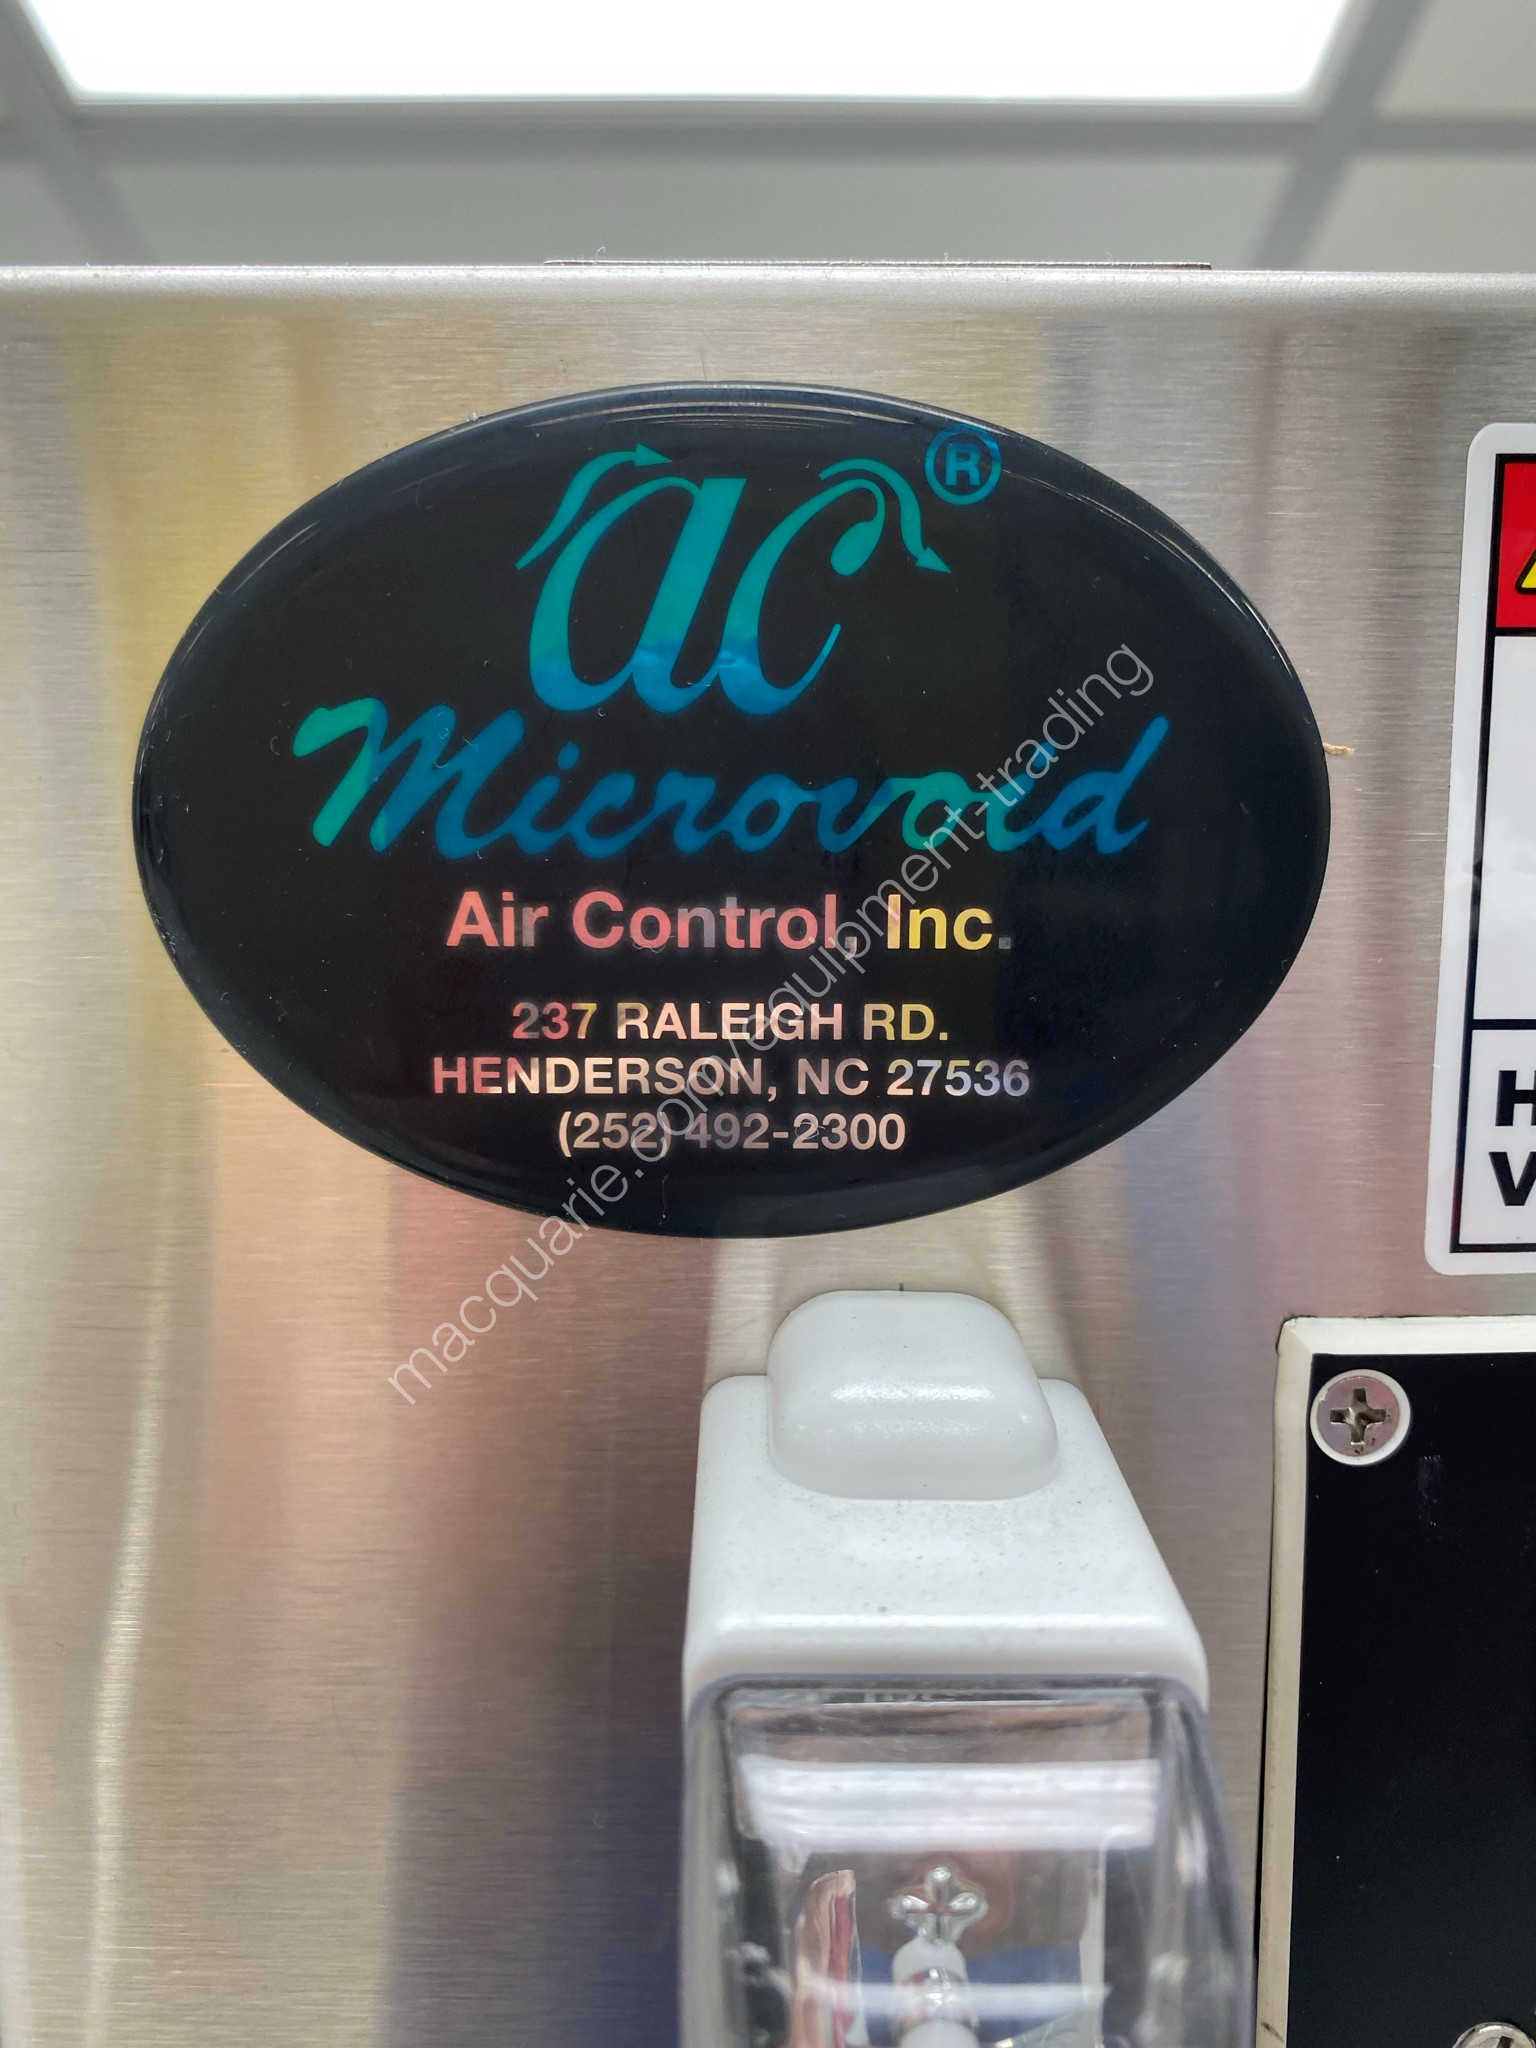 ac®
Microvoid
Air Control, Inc.
237 RALEIGH RD.
HENDERSON, NC 27536
(252) 492-2300
macquarie.com/equipment-trading